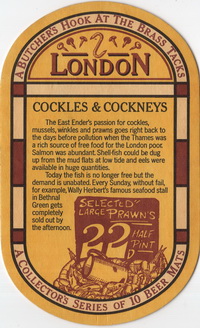 A BUTCHERS HOOK AT THE BRASS TACKS
LONDON
COCKLES & COCKNEYS
The East Ender's passion for cockles,
mussels, winkles and prawns goes right back to
the days before pollution when the Thames was
a rich source of free food for the London poor.
Salmon was abundant. Shell-fish could be dug
up from the mud flats at low tide and eels were
available in huge quantities.
Today the fish is no longer free but the
demand is unabated. Every Sunday, without fail,
for example, Wally Herbert's famous seafood stall
in Bethnal
Green gets
completely
sold out by
the afternoon.
SELECTED
LARGE PRAWN'S
22
HALF
PINT
D
A COLLECTOR'S SERIES OF 10 BEER MATS